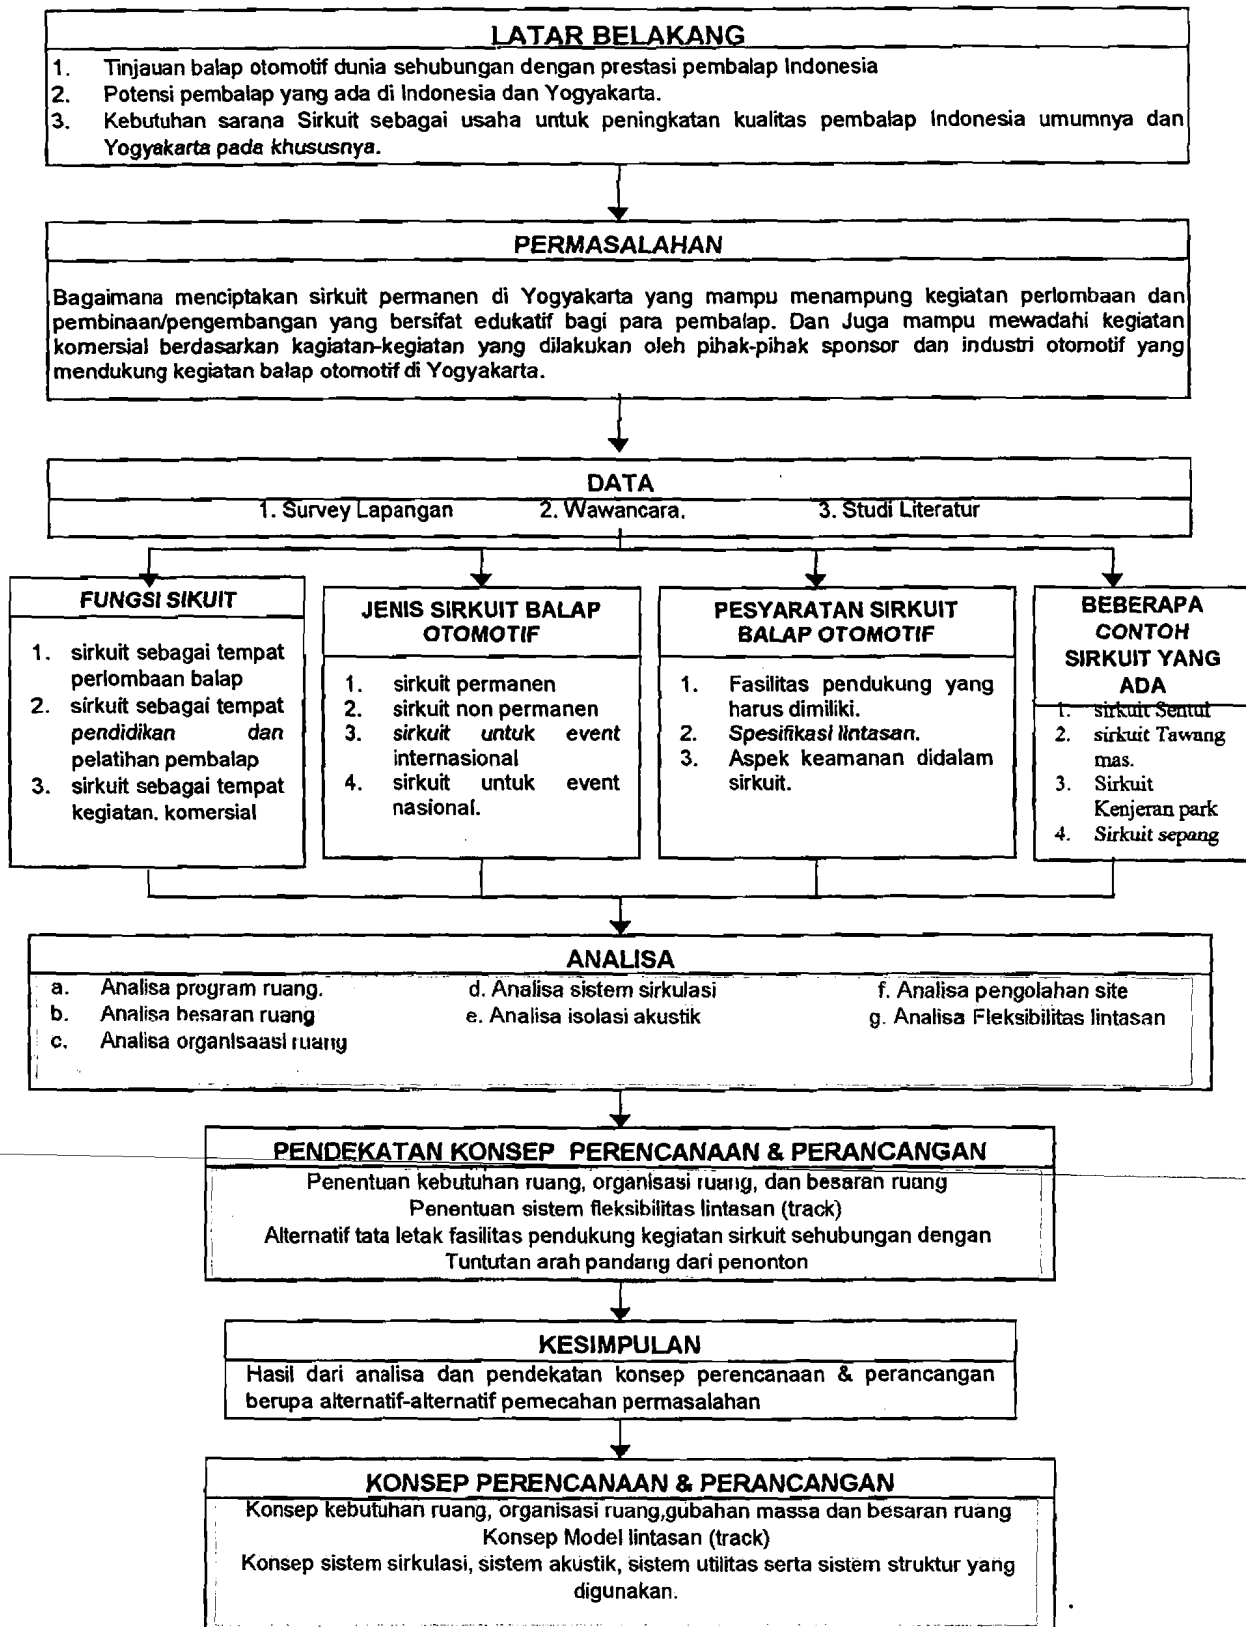 LATAR BELAKANG
1. Tinjauan balap otomotif dunia sehubungan dengan prestasi pembalap Indonesia
2. Potensi pembalap yang ada di Indonesia dan Yogyakarta.
3. Kebutuhan sarana Sirkuit sebagai usaha untuk peningkatan kualitas pembalap Indonesia umumnya dan
Yogyakarta pada khususnya.
PERMASALAHAN
Bagaimana menciptakan sirkuit permanen di Yogyakarta yang mampu menampung kegiatan perlombaan dan
pembinaan/pengembangan yang bersifat edukatif bagi para pembalap. Dan Juga mampu mewadahi kegiatan
komersial berdasarkan kagiatan-kegiatan yang dilakukan oleh pihak-pihak sponsor dan industri otomotif yang
mendukung kegiatan balap otomotif di Yogyakarta.
DATA
1. Survey Lapangan 2. Wawancara. 3. Studi Literatur
FUNGSI SIKUIT
1. sirkuit sebagai tempat
perlombaan balap
2. sirkuit sebagai tempat
pendidikan dan
pelatihan pembalap
3. sirkuit sebagai tempat
kegiatan. komersial
JENIS SIRKUIT BALAP
OTOMOTIF
1. sirkuit permanen
2. sirkuit non permanen
3. sirkuit untuk event
internasional
4. sirkuit untuk event
nasional.
PESYARATAN SIRKUIT
BALAP OTOMOTIF
1. Fasilitas pendukung yang
harus dimiliki.
2. Spesifikasi lintasan.
3. Aspek keamanan didalam
sirkuit.
BEBERAPA
CONTOH
SIRKUIT YANG
ADA
1. sirkuit Sentul
2. sirkuit Tawang
mas.
3. Sirkuit
Kenjeran park
4. Sirkuit sepang
ANALISA
a. Analisa program ruang. d. Analisa sistem sirkulasi f. Analisa pengolahan site
b. Analisa besaran ruang e. Analisa isolasi akustik g. Analisa Fleksibilitas lintasan
c. Analisa organisaasi ruang
PENDEKATAN KONSEP PERENCANAAN & PERANCANGAN
Penentuan kebutuhan ruang, organisasi ruang, dan besaran ruang
Penentuan sistem fleksibilitas lintasan (track)
Alternatif tata letak fasilitas pendukung kegiatan sirkuit sehubungan dengan
Tuntutan arah pandang dari penonton
KESIMPULAN
Hasil dari analisa dan pendekatan konsep perencanaan & perancangan
berupa alternatif-alternatif pemecahan permasalahan
KONSEP PERENCANAAN & PERANCANGAN
Konsep kebutuhan ruang, organisasi ruang,gubahan massa dan besaran ruang
Konsep Model lintasan (track)
Konsep sistem sirkulasi, sistem akustik, sistem utilitas serta sistem struktur yang
digunakan.